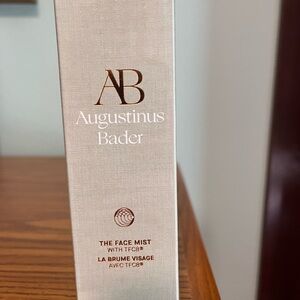 AB
Augustinus
Bader
THE FACE MIST
WITH TFC8®
LA BRUME VISAGE
AVEC TFC8®